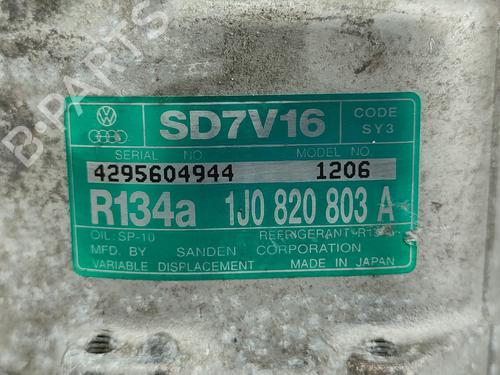 B-PARTS
SD7V16
CODE
SY3
SERIAL NO.
MODEL NO.
4295604944
1206
R134a
1J0 820 803 A
OIL:SP-10
REFRIGERANT-R134a
MFD. BY SANDEN CORPORATION
VARIABLE DISPLACEMENT
MADE IN JAPAN